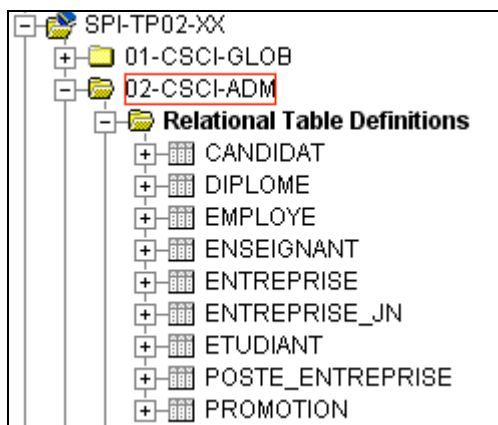 SPI-TP02-XX
01-CSCI-GLOB
02-CSCI-ADM
Relational Table Definitions
CANDIDAT
DIPLOME
EMPLOYE
ENSEIGNANT
ENTREPRISE
ENTREPRISE_JN
ETUDIANT
POSTE_ENTREPRISE
PROMOTION